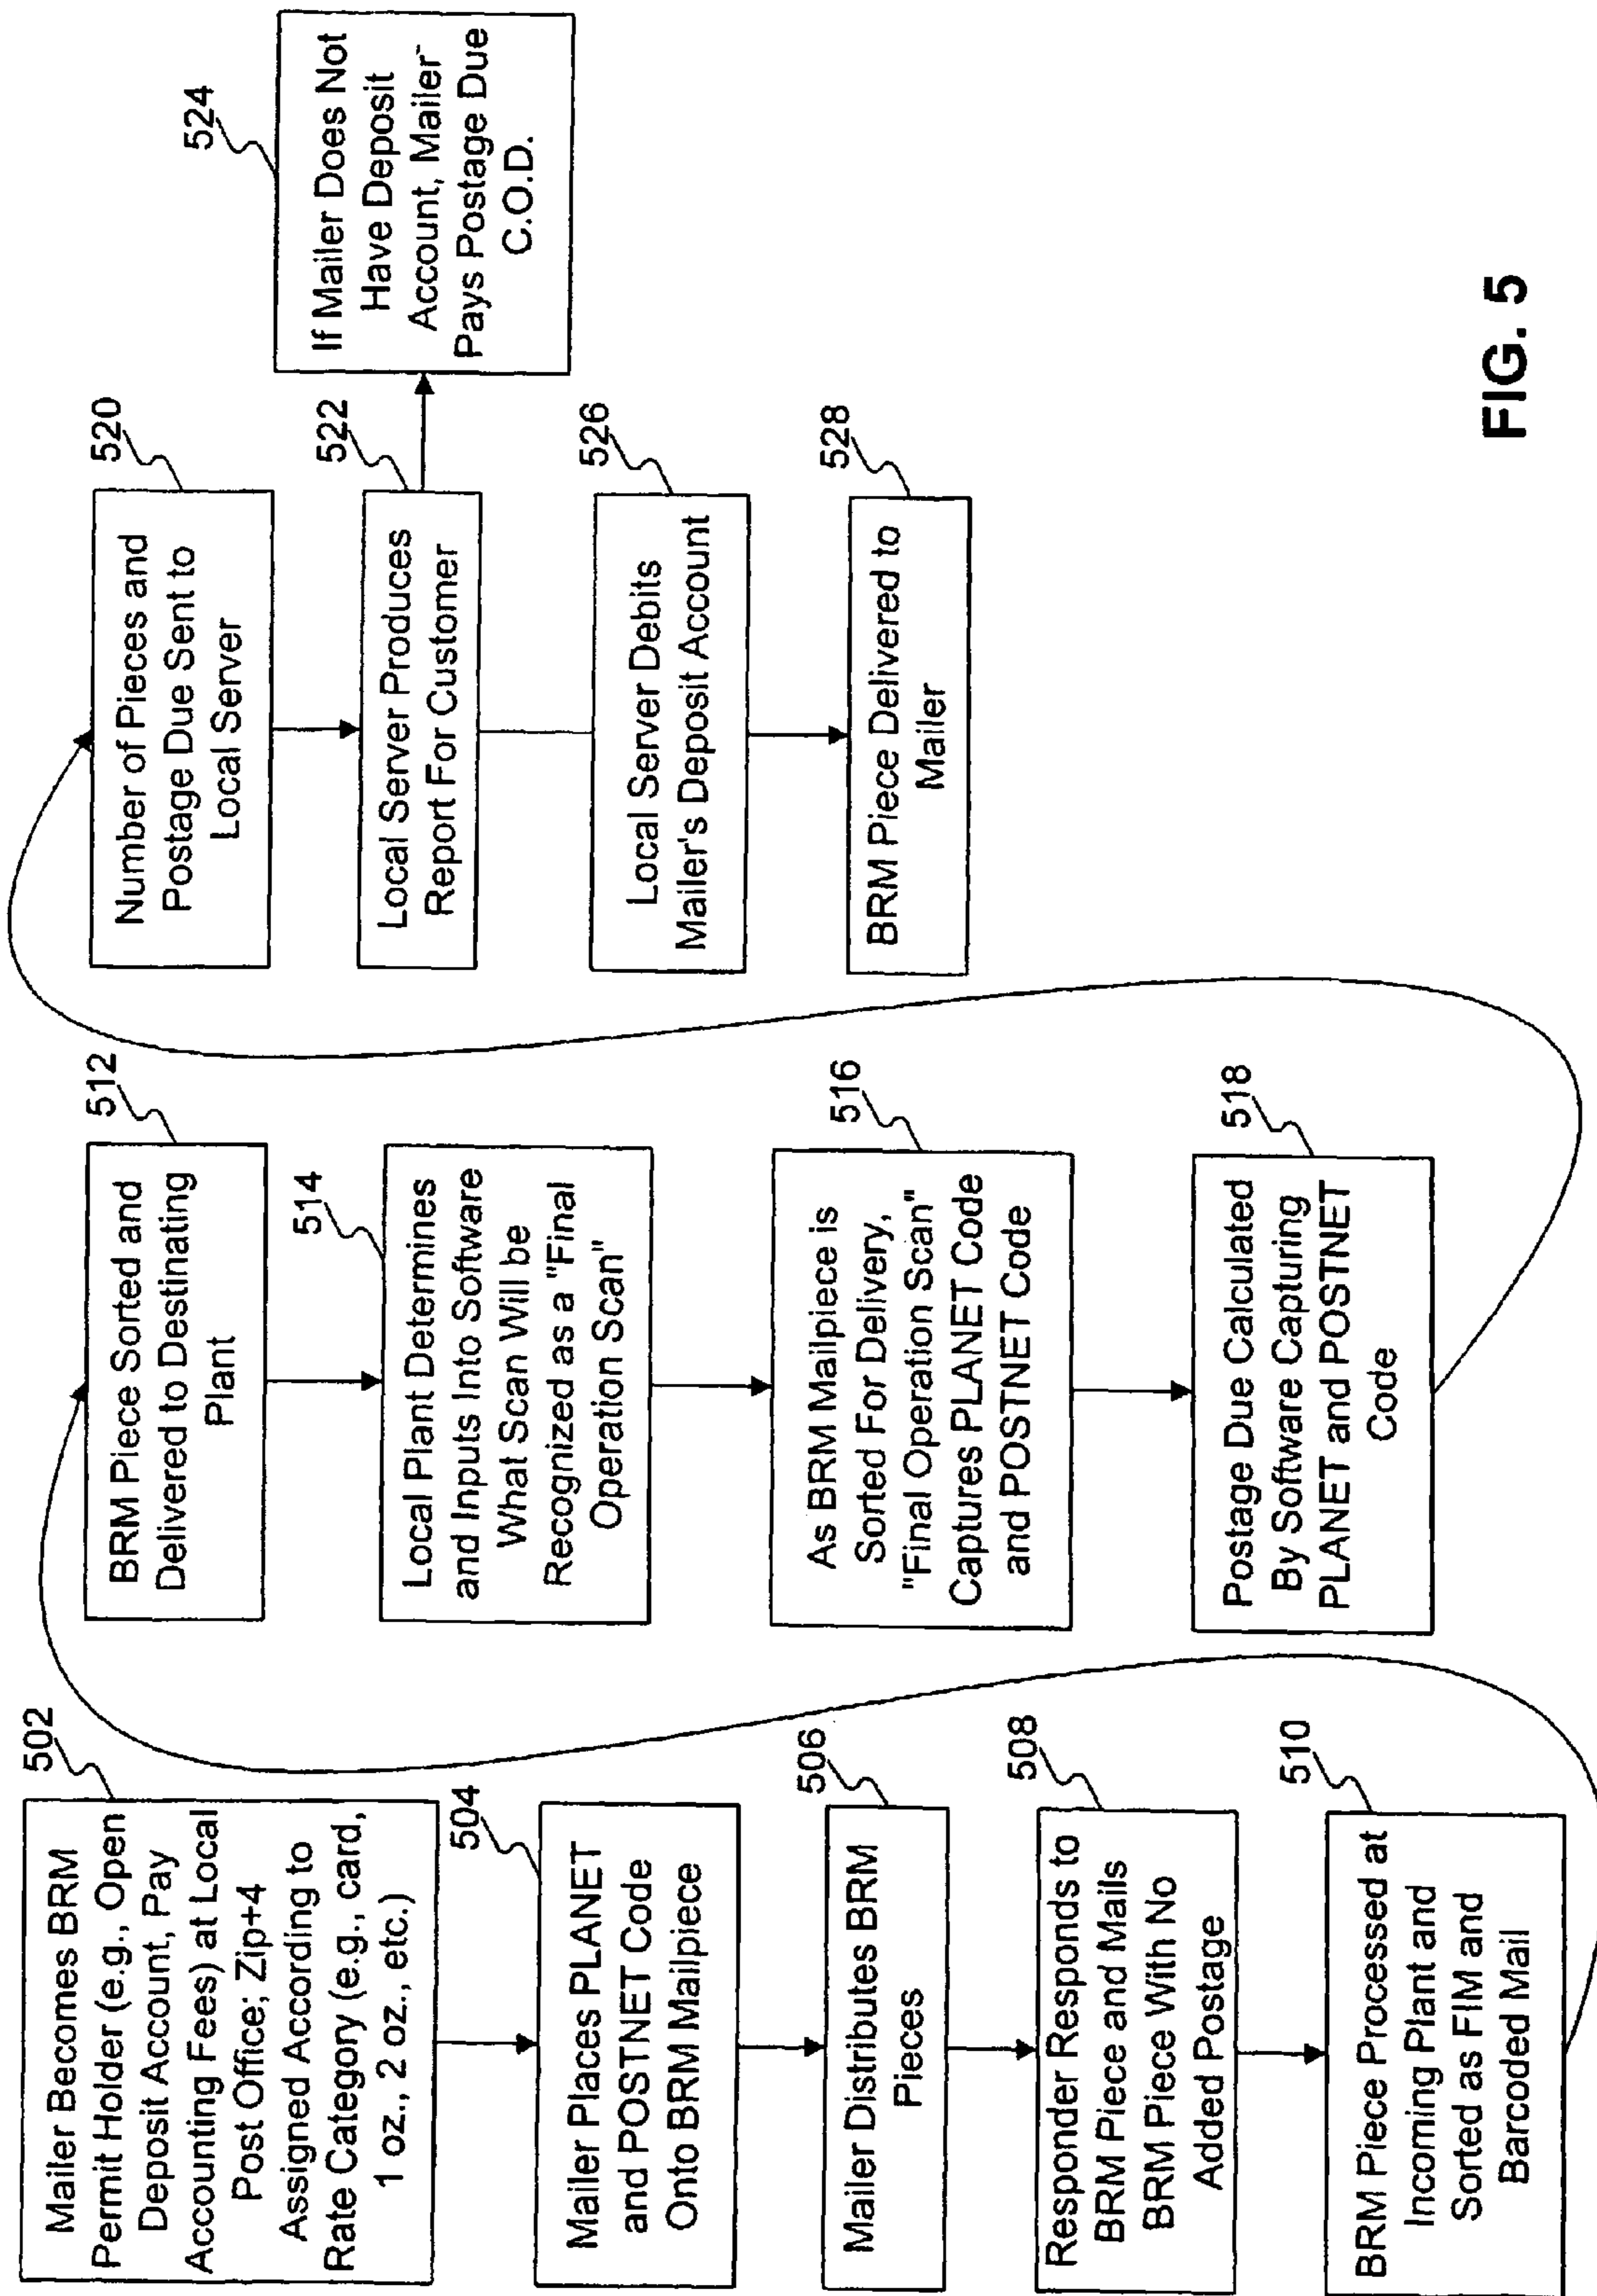 502
Mailer Becomes BRM
Permit Holder (e.g., Open
Deposit Account, Pay
Accounting Fees) at Local
Post Office; Zip+4
Assigned According to
Rate Category (e.g., card,
1 oz., 2 oz., etc.)
504
Mailer Places PLANET
and POSTNET Code
Onto BRM Mailpiece
506
Mailer Distributes BRM
Pieces
508
Responder Responds to
BRM Piece and Mails
BRM Piece With No
Added Postage
510
BRM Piece Processed at
Incoming Plant and
Sorted as FIM and
Barcoded Mail
512
BRM Piece Sorted and
Delivered to Destinating
Plant
514
Local Plant Determines
and Inputs Into Software
What Scan Will be
Recognized as a "Final
Operation Scan"
516
As BRM Mailpiece is
Sorted For Delivery,
"Final Operation Scan"
Captures PLANET Code
and POSTNET Code
518
Postage Due Calculated
By Software Capturing
PLANET and POSTNET
Code
520
Number of Pieces and
Postage Due Sent to
Local Server
522
Local Server Produces
Report For Customer
524
If Mailer Does Not
Have Deposit
Account, Mailer
Pays Postage Due
C.O.D.
526
Local Server Debits
Mailer's Deposit Account
528
BRM Piece Delivered to
Mailer
FIG. 5